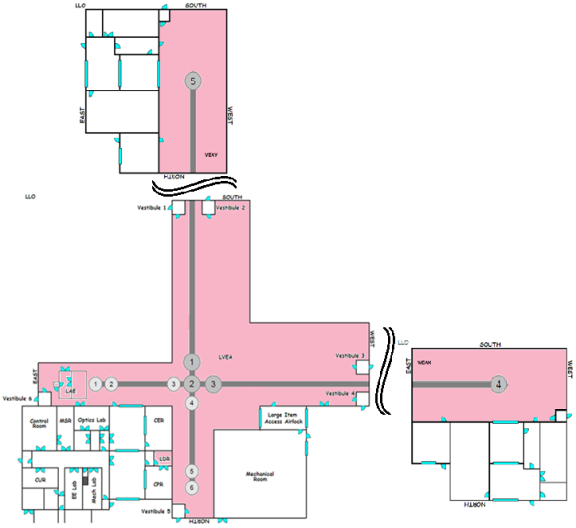 LLO
SOUTH
5
EAST
WEST
VEAY
NORTH
LLO
Vestibule 1
SOUTH
Vestibule 2
1
LVEA
WEST
LLO
SOUTH
EAST
Vestibule 3
EAST
WEAX
WEST
LAE
1
2
3
2
3
4
Vestibule 6
Vestibule 4
4
Control
Room
MSR
Optics Lab
CER
Large Item
Access Airlock
LDR
5
CUR
EE Lab
Mech Lab
CPR
6
Mechanical
Room
Vestibule 5
NORTH
NORTH